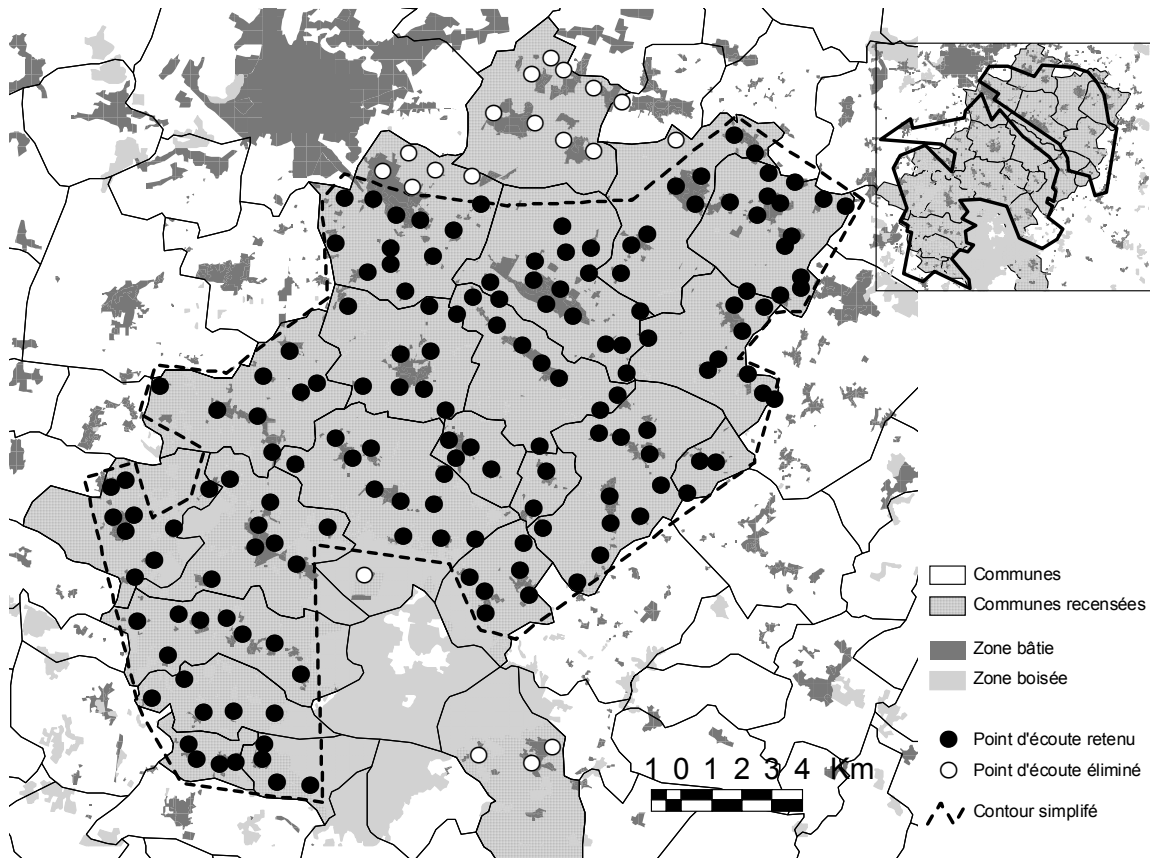 Communes
Communes recensées
Zone bâtie
Zone boisée
Point d'écoute retenu
1 0 1 2 3 4 Km
Point d'écoute éliminé
Contour simplifé